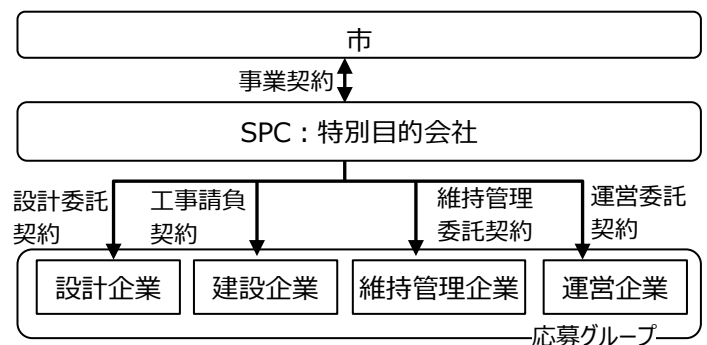 市
事業契約
SPC：特別目的会社
設計委託
契約
工事請負
契約
維持管理
委託契約
運営委託
契約
設計企業
建設企業
維持管理企業
運営企業
応募グループ